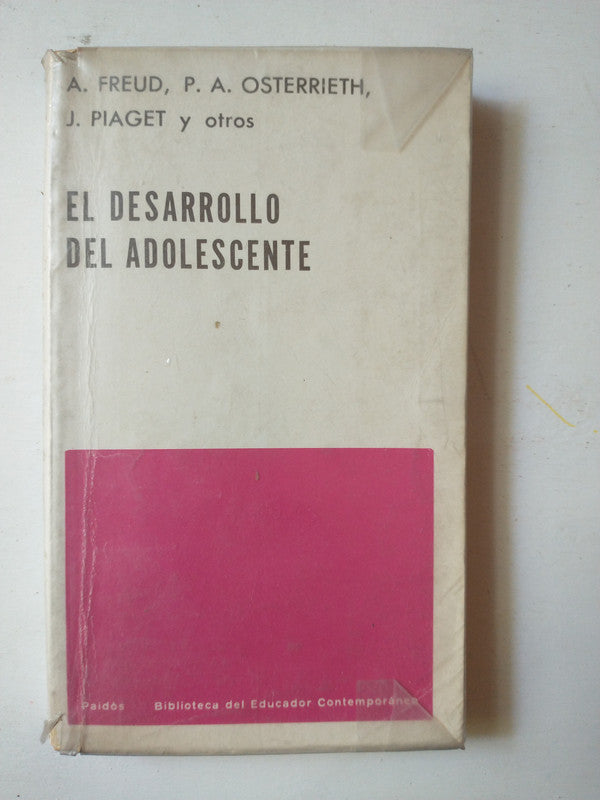 A. FREUD, P. A. OSTERRIETH,
J. PIAGET y otros
EL DESARROLLO
DEL ADOLESCENTE
Paidós Biblioteca del Educador Contemporáneo